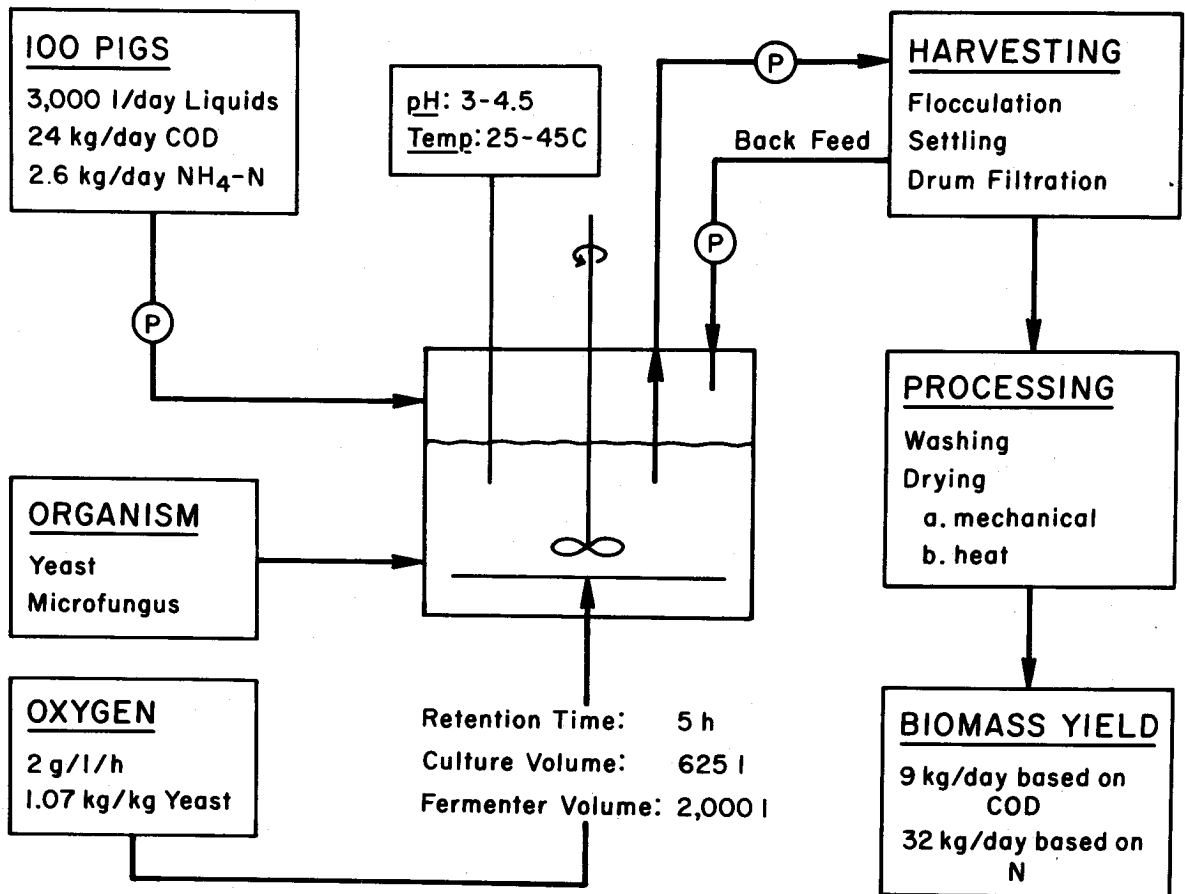 100 PIGS
3,000 l/day Liquids
24 kg/day COD
2.6 kg/day NH₄-N
pH: 3-4.5
Temp: 25-45C
P
HARVESTING
Flocculation
Settling
Drum Filtration
Back Feed
P
P
ORGANISM
Yeast
Microfungus
PROCESSING
Washing
Drying
a. mechanical
b. heat
OXYGEN
2 g/l/h
1.07 kg/kg Yeast
Retention Time: 5 h
Culture Volume: 625 l
Fermenter Volume: 2,000 l
BIOMASS YIELD
9 kg/day based on
COD
32 kg/day based on
N